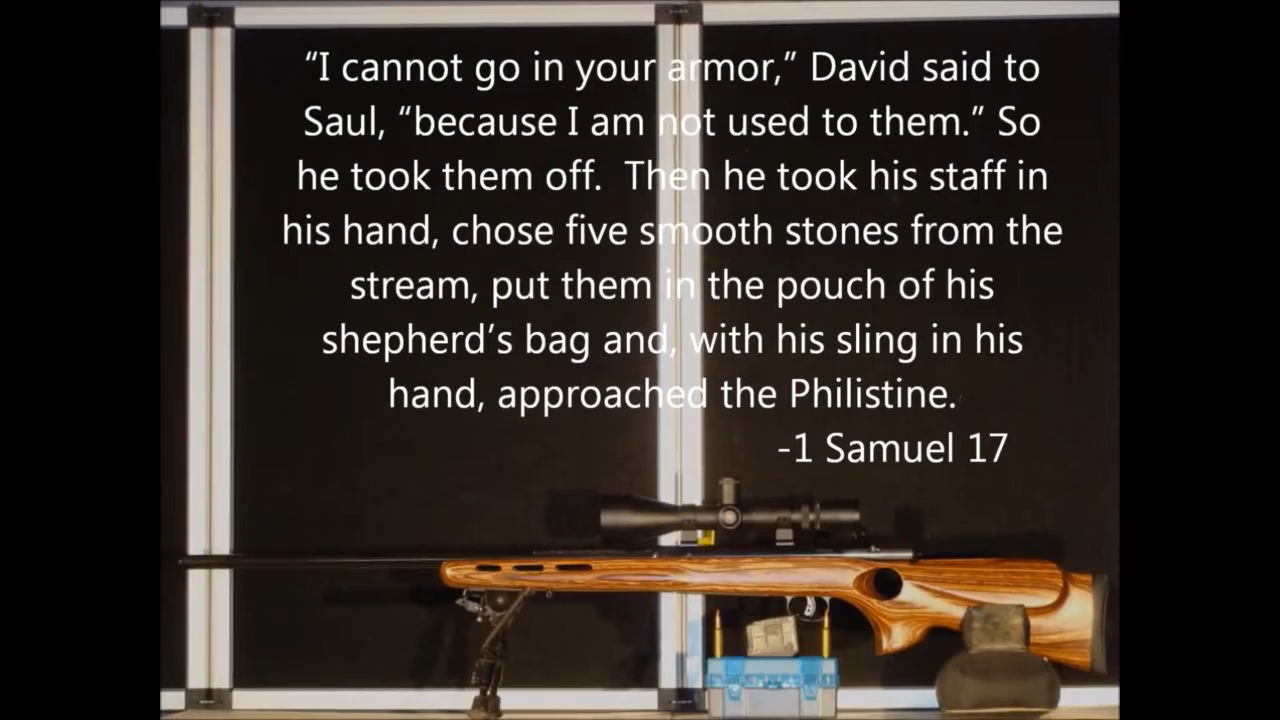 “I cannot go in your armor,” David said to
Saul, “because I am not used to them.” So
he took them off.  Then he took his staff in
his hand, chose five smooth stones from the
stream, put them in the pouch of his
shepherd’s bag and, with his sling in his
hand, approached the Philistine.
-1 Samuel 17